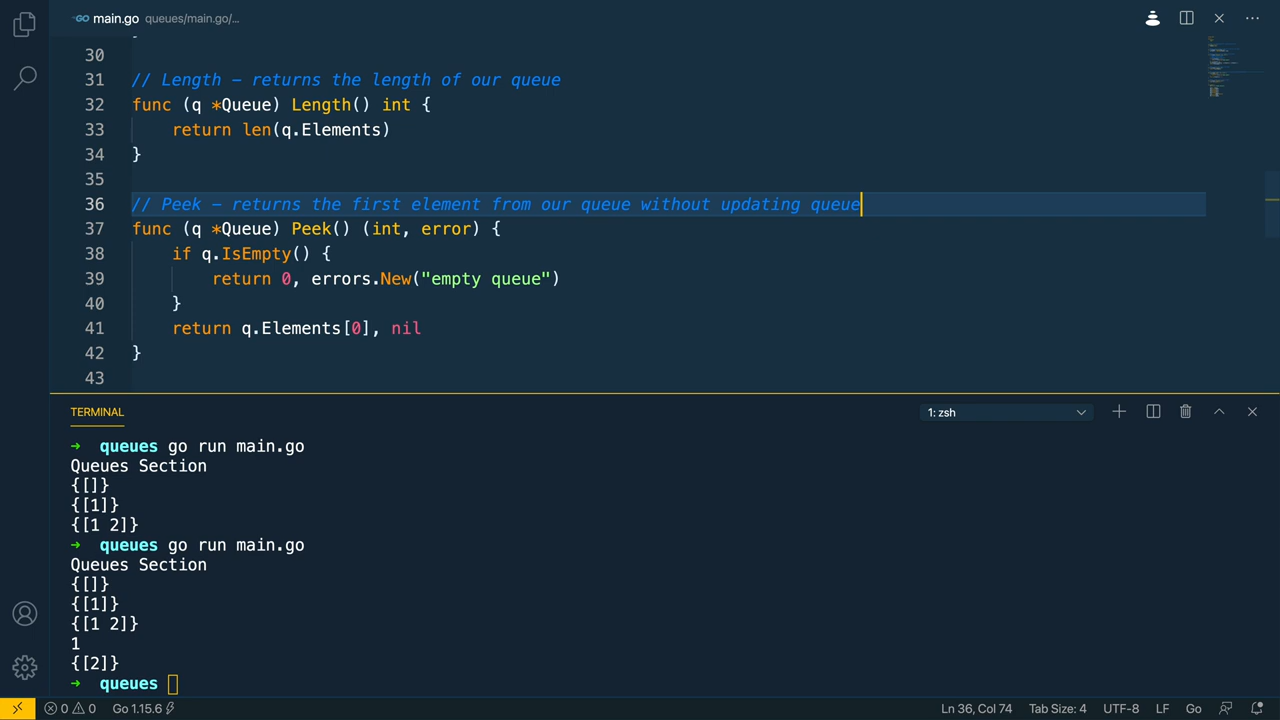 GO main.go queues/main.go/...
30
31 // Length – returns the length of our queue
32 func (q *Queue) Length() int {
33 return len(q.Elements)
34 }
35
36 // Peek – returns the first element from our queue without updating queue
37 func (q *Queue) Peek() (int, error) {
38 if q.IsEmpty() {
39 return 0, errors.New("empty queue")
40 }
41 return q.Elements[0], nil
42 }
43
TERMINAL 1: zsh
→ queues go run main.go
Queues Section
{[]}
{[1]}
{[1 2]}
→ queues go run main.go
Queues Section
{[]}
{[1]}
{[1 2]}
1
{[2]}
→ queues
0 0 Go 1.15.6 Ln 36, Col 74 Tab Size: 4 UTF-8 LF Go